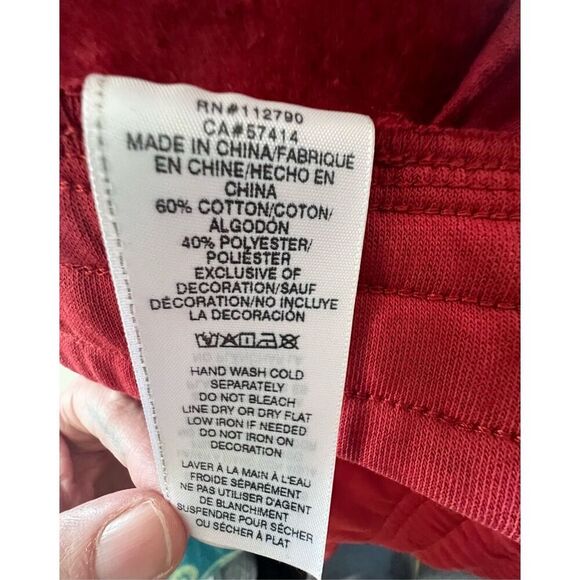 RN#112790
CA#57414
MADE IN CHINA/FABRIQUÉ
EN CHINE/HECHO EN
CHINA
60% COTTON/COTON/
ALGODÓN
40% POLYESTER/
POLIÉSTER
EXCLUSIVE OF
DECORATION/SAUF
DÉCORATION/NO INCLUYE
LA DECORACIÓN
HAND WASH COLD
SEPARATELY
DO NOT BLEACH
LINE DRY OR DRY FLAT
LOW IRON IF NEEDED
DO NOT IRON ON
DECORATION
LAVER À LA MAIN À L'EAU
FROIDE SÉPARÉMENT
NE PAS UTILISER D'AGENT
DE BLANCHIMENT
SUSPENDRE POUR SÉCHER
OU SÉCHER À PLAT